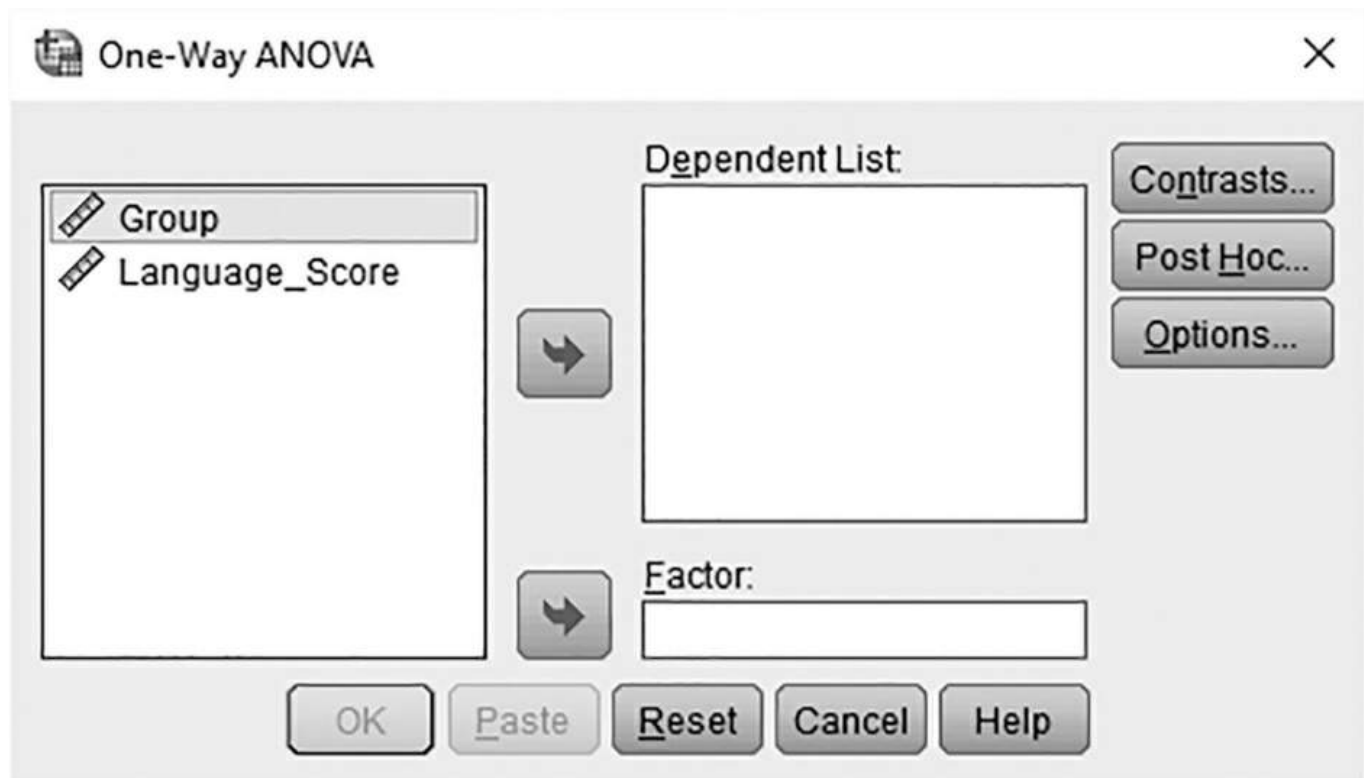 One-Way ANOVA
Group
Language_Score
Dependent List:
Factor:
Contrasts...
Post Hoc...
Options...
OK
Paste
Reset
Cancel
Help